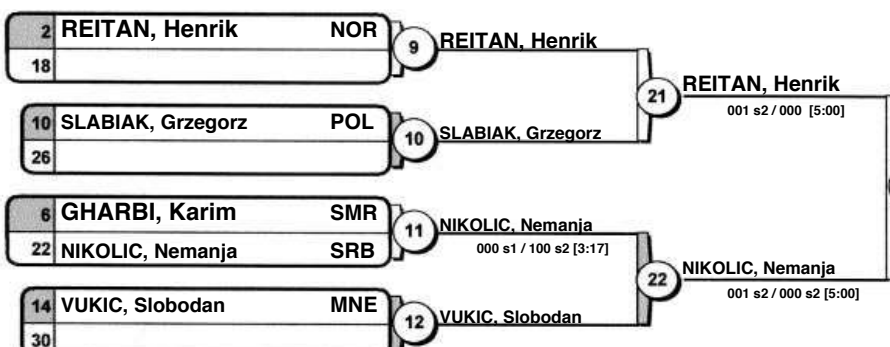 2 REITAN, Henrik NOR
18
9 REITAN, Henrik
10 SLABIAK, Grzegorz POL
26
10 SLABIAK, Grzegorz
21 REITAN, Henrik
001 s2 / 000 [5:00]
6 GHARBI, Karim SMR
22 NIKOLIC, Nemanja SRB
11 NIKOLIC, Nemanja
000 s1 / 100 s2 [3:17]
14 VUKIC, Slobodan MNE
30
12 VUKIC, Slobodan
22 NIKOLIC, Nemanja
001 s2 / 000 s2 [5:00]